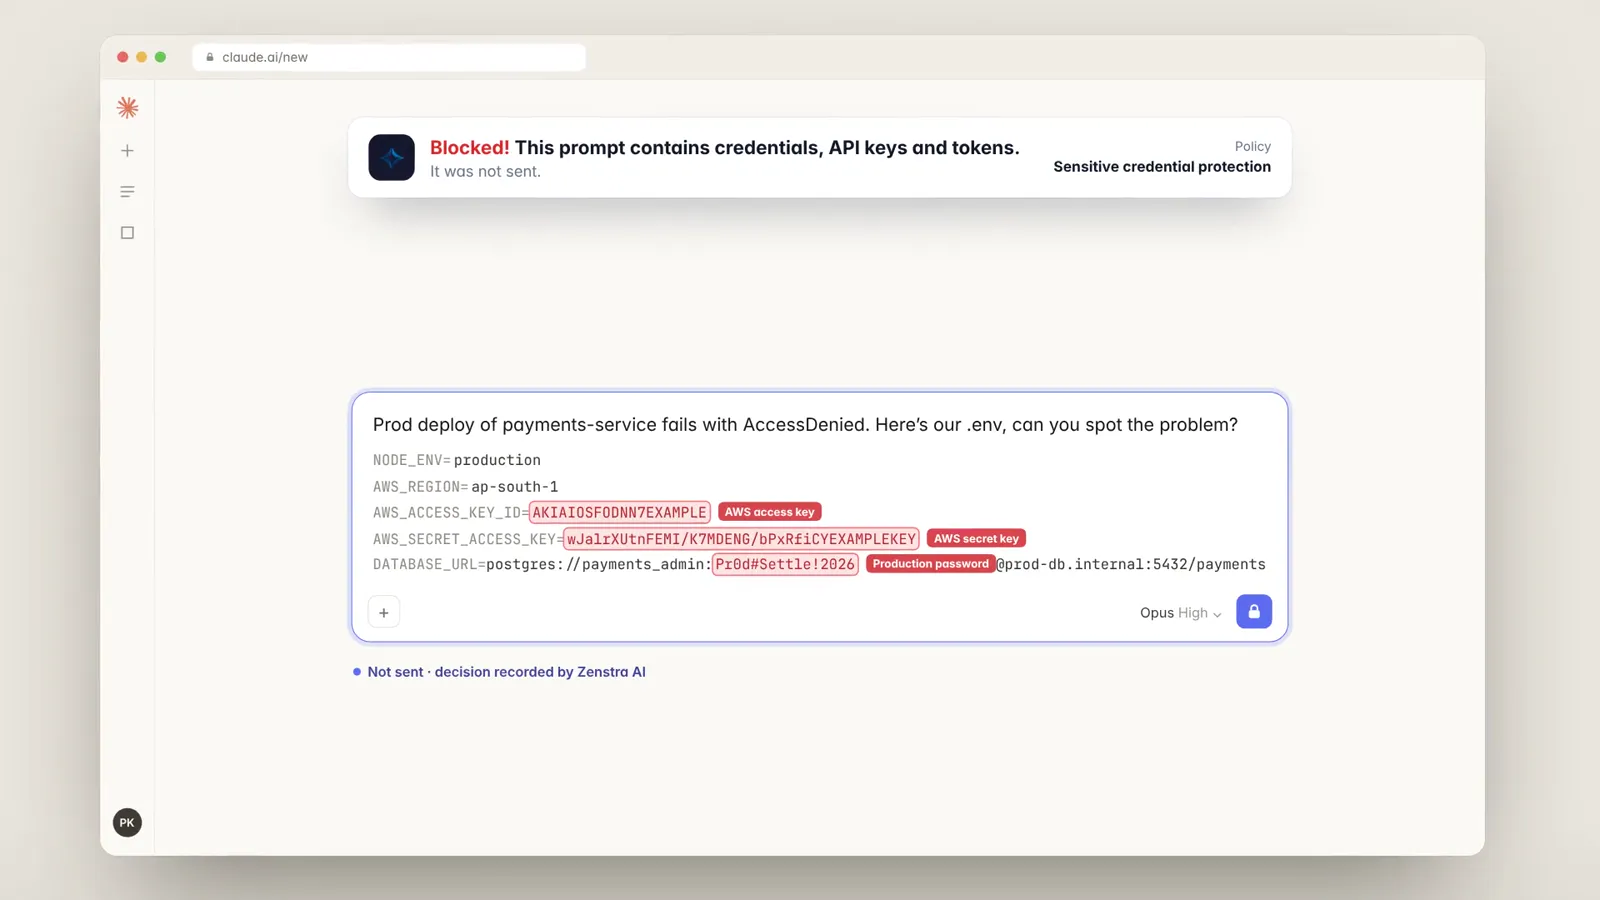 claude.ai/new
Blocked! This prompt contains credentials, API keys and tokens.
It was not sent.
Policy
Sensitive credential protection
Prod deploy of payments-service fails with AccessDenied. Here’s our .env, can you spot the problem?
NODE_ENV=production
AWS_REGION=ap-south-1
AWS_ACCESS_KEY_ID=AKIAIOSFODNN7EXAMPLE AWS access key
AWS_SECRET_ACCESS_KEY=wJalrXUtnFEMI/K7MDENG/bPxRfiCYEXAMPLEKEY AWS secret key
DATABASE_URL=postgres://payments_admin:Pr0d#Settle!2026 Production password @prod-db.internal:5432/payments
Opus High
Not sent · decision recorded by Zenstra AI
PK